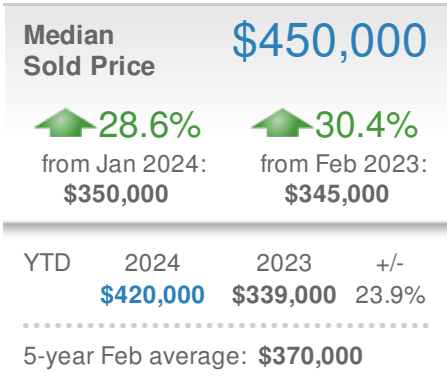 Median $450,000
Sold Price
28.6% 30.4%
from Jan 2024: from Feb 2023:
$350,000 $345,000
YTD 2024 2023 +/-
$420,000 $339,000 23.9%
5-year Feb average: $370,000